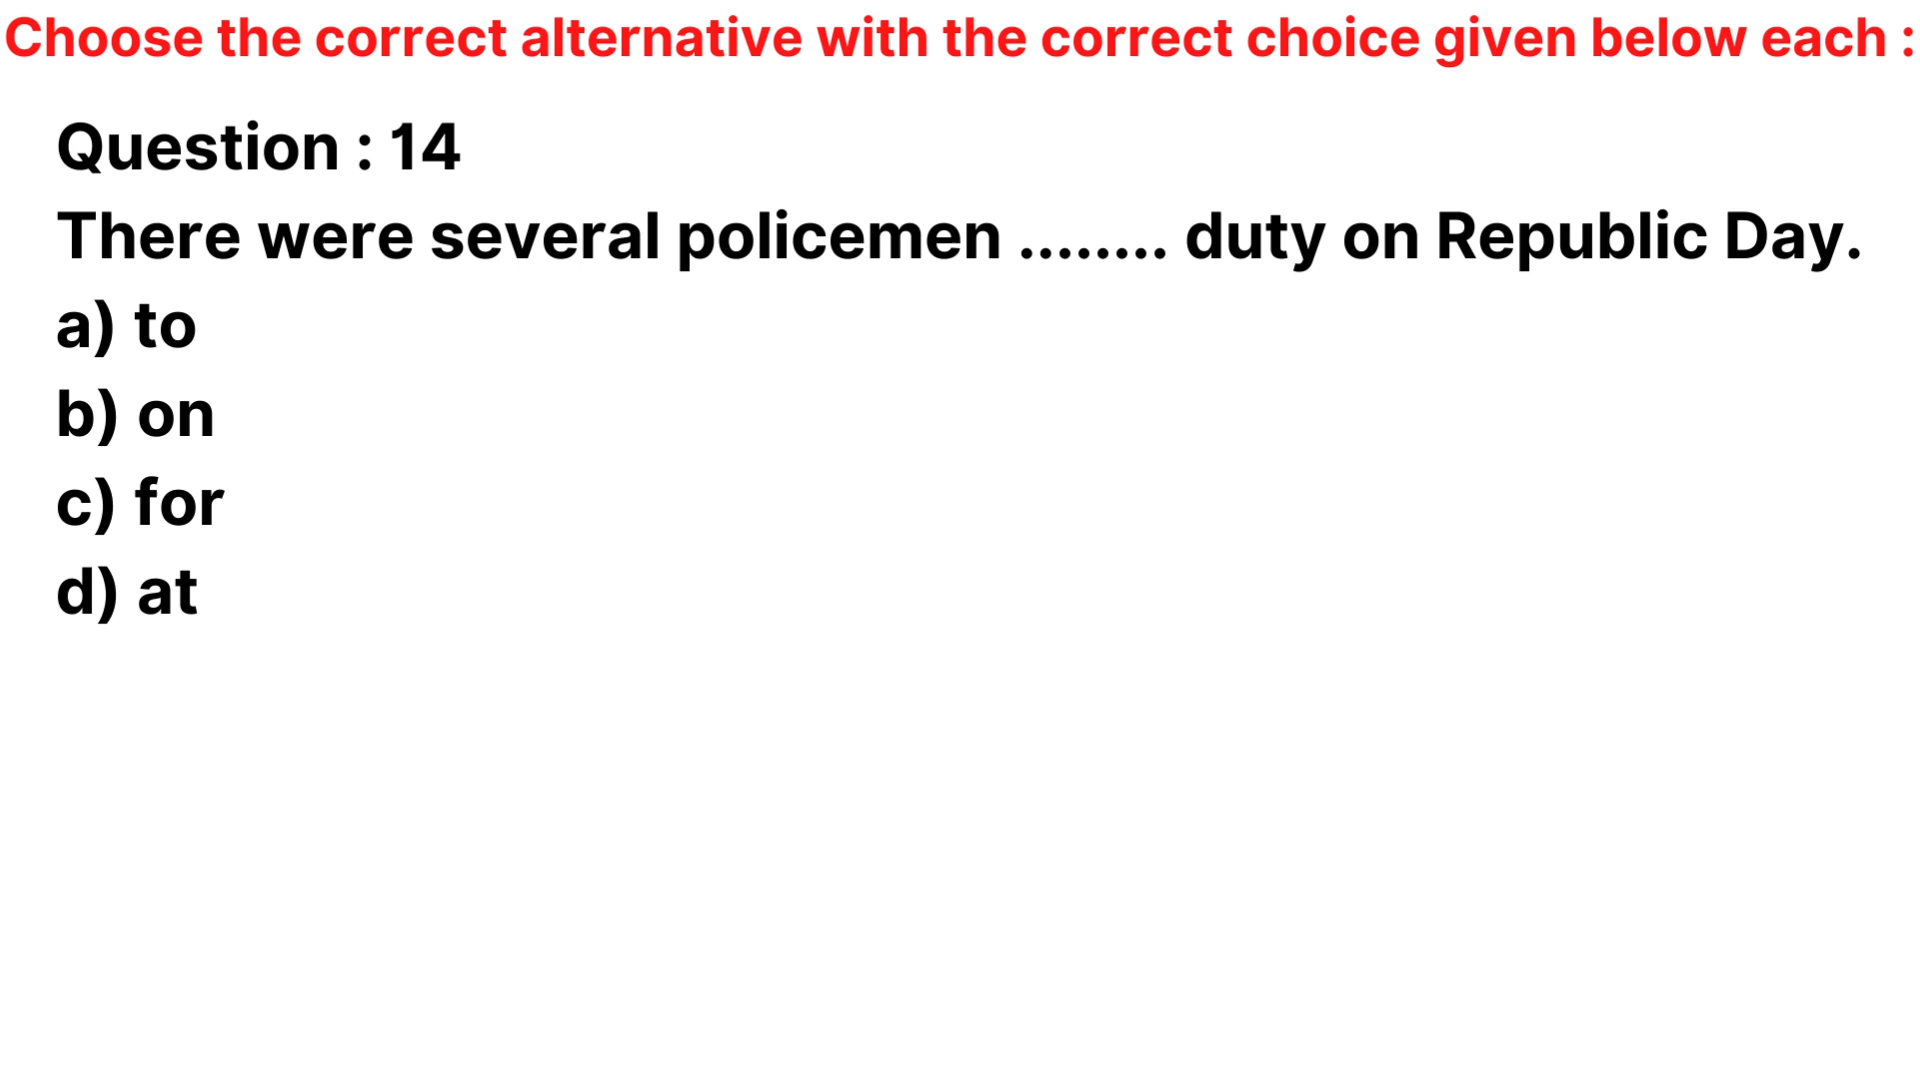 Choose the correct alternative with the correct choice given below each :
Question : 14
There were several policemen ........ duty on Republic Day.
a) to
b) on
c) for
d) at